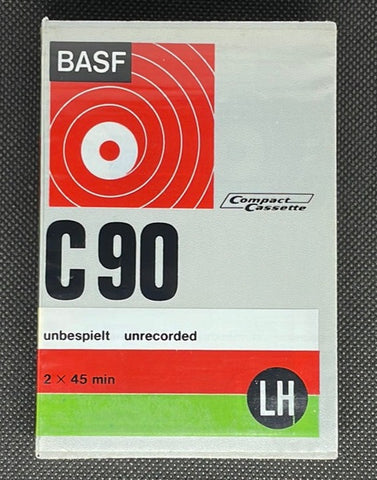 BASF
Compact
Cassette
C 90
unbespielt unrecorded
2 × 45 min
LH